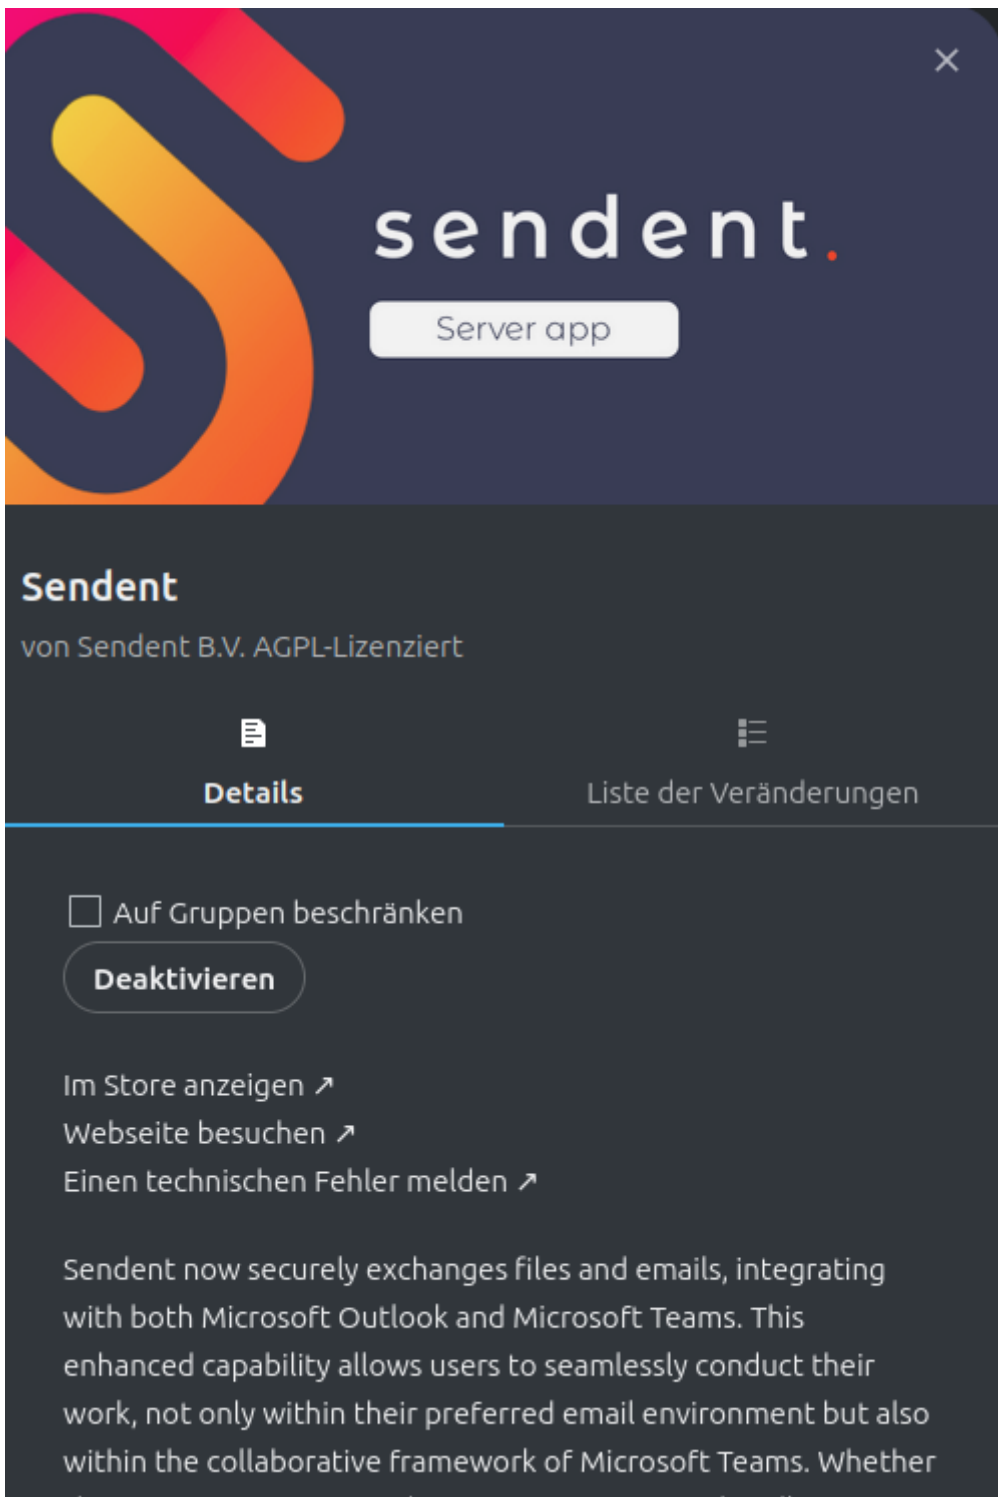 sendent.
Server app
Sendent
von Sendent B.V. AGPL-Lizenziert
Details
Liste der Veränderungen
Auf Gruppen beschränken
Deaktivieren
Im Store anzeigen ↗
Webseite besuchen ↗
Einen technischen Fehler melden ↗
Sendent now securely exchanges files and emails, integrating
with both Microsoft Outlook and Microsoft Teams. This
enhanced capability allows users to seamlessly conduct their
work, not only within their preferred email environment but also
within the collaborative framework of Microsoft Teams. Whether